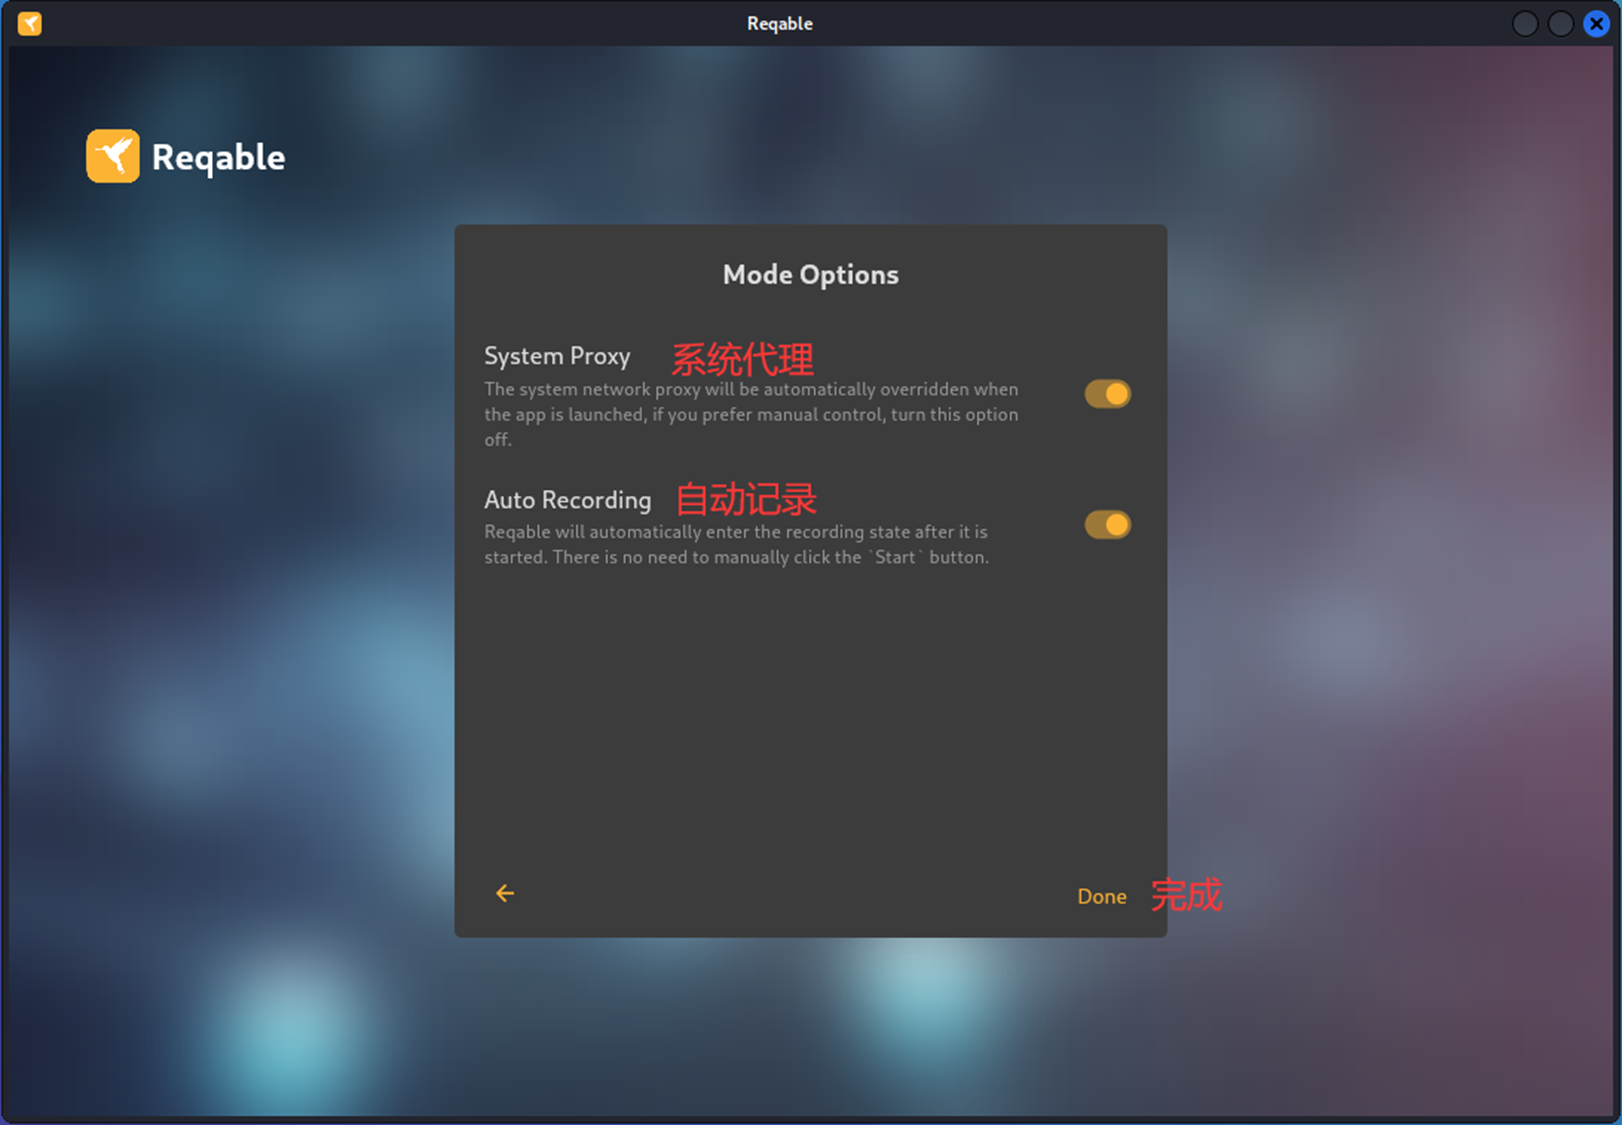 Reqable
Reqable
Mode Options
System Proxy 系统代理
The system network proxy will be automatically overridden when
the app is launched, if you prefer manual control, turn this option
off.
Auto Recording 自动记录
Reqable will automatically enter the recording state after it is
started. There is no need to manually click the `Start` button.
Done 完成